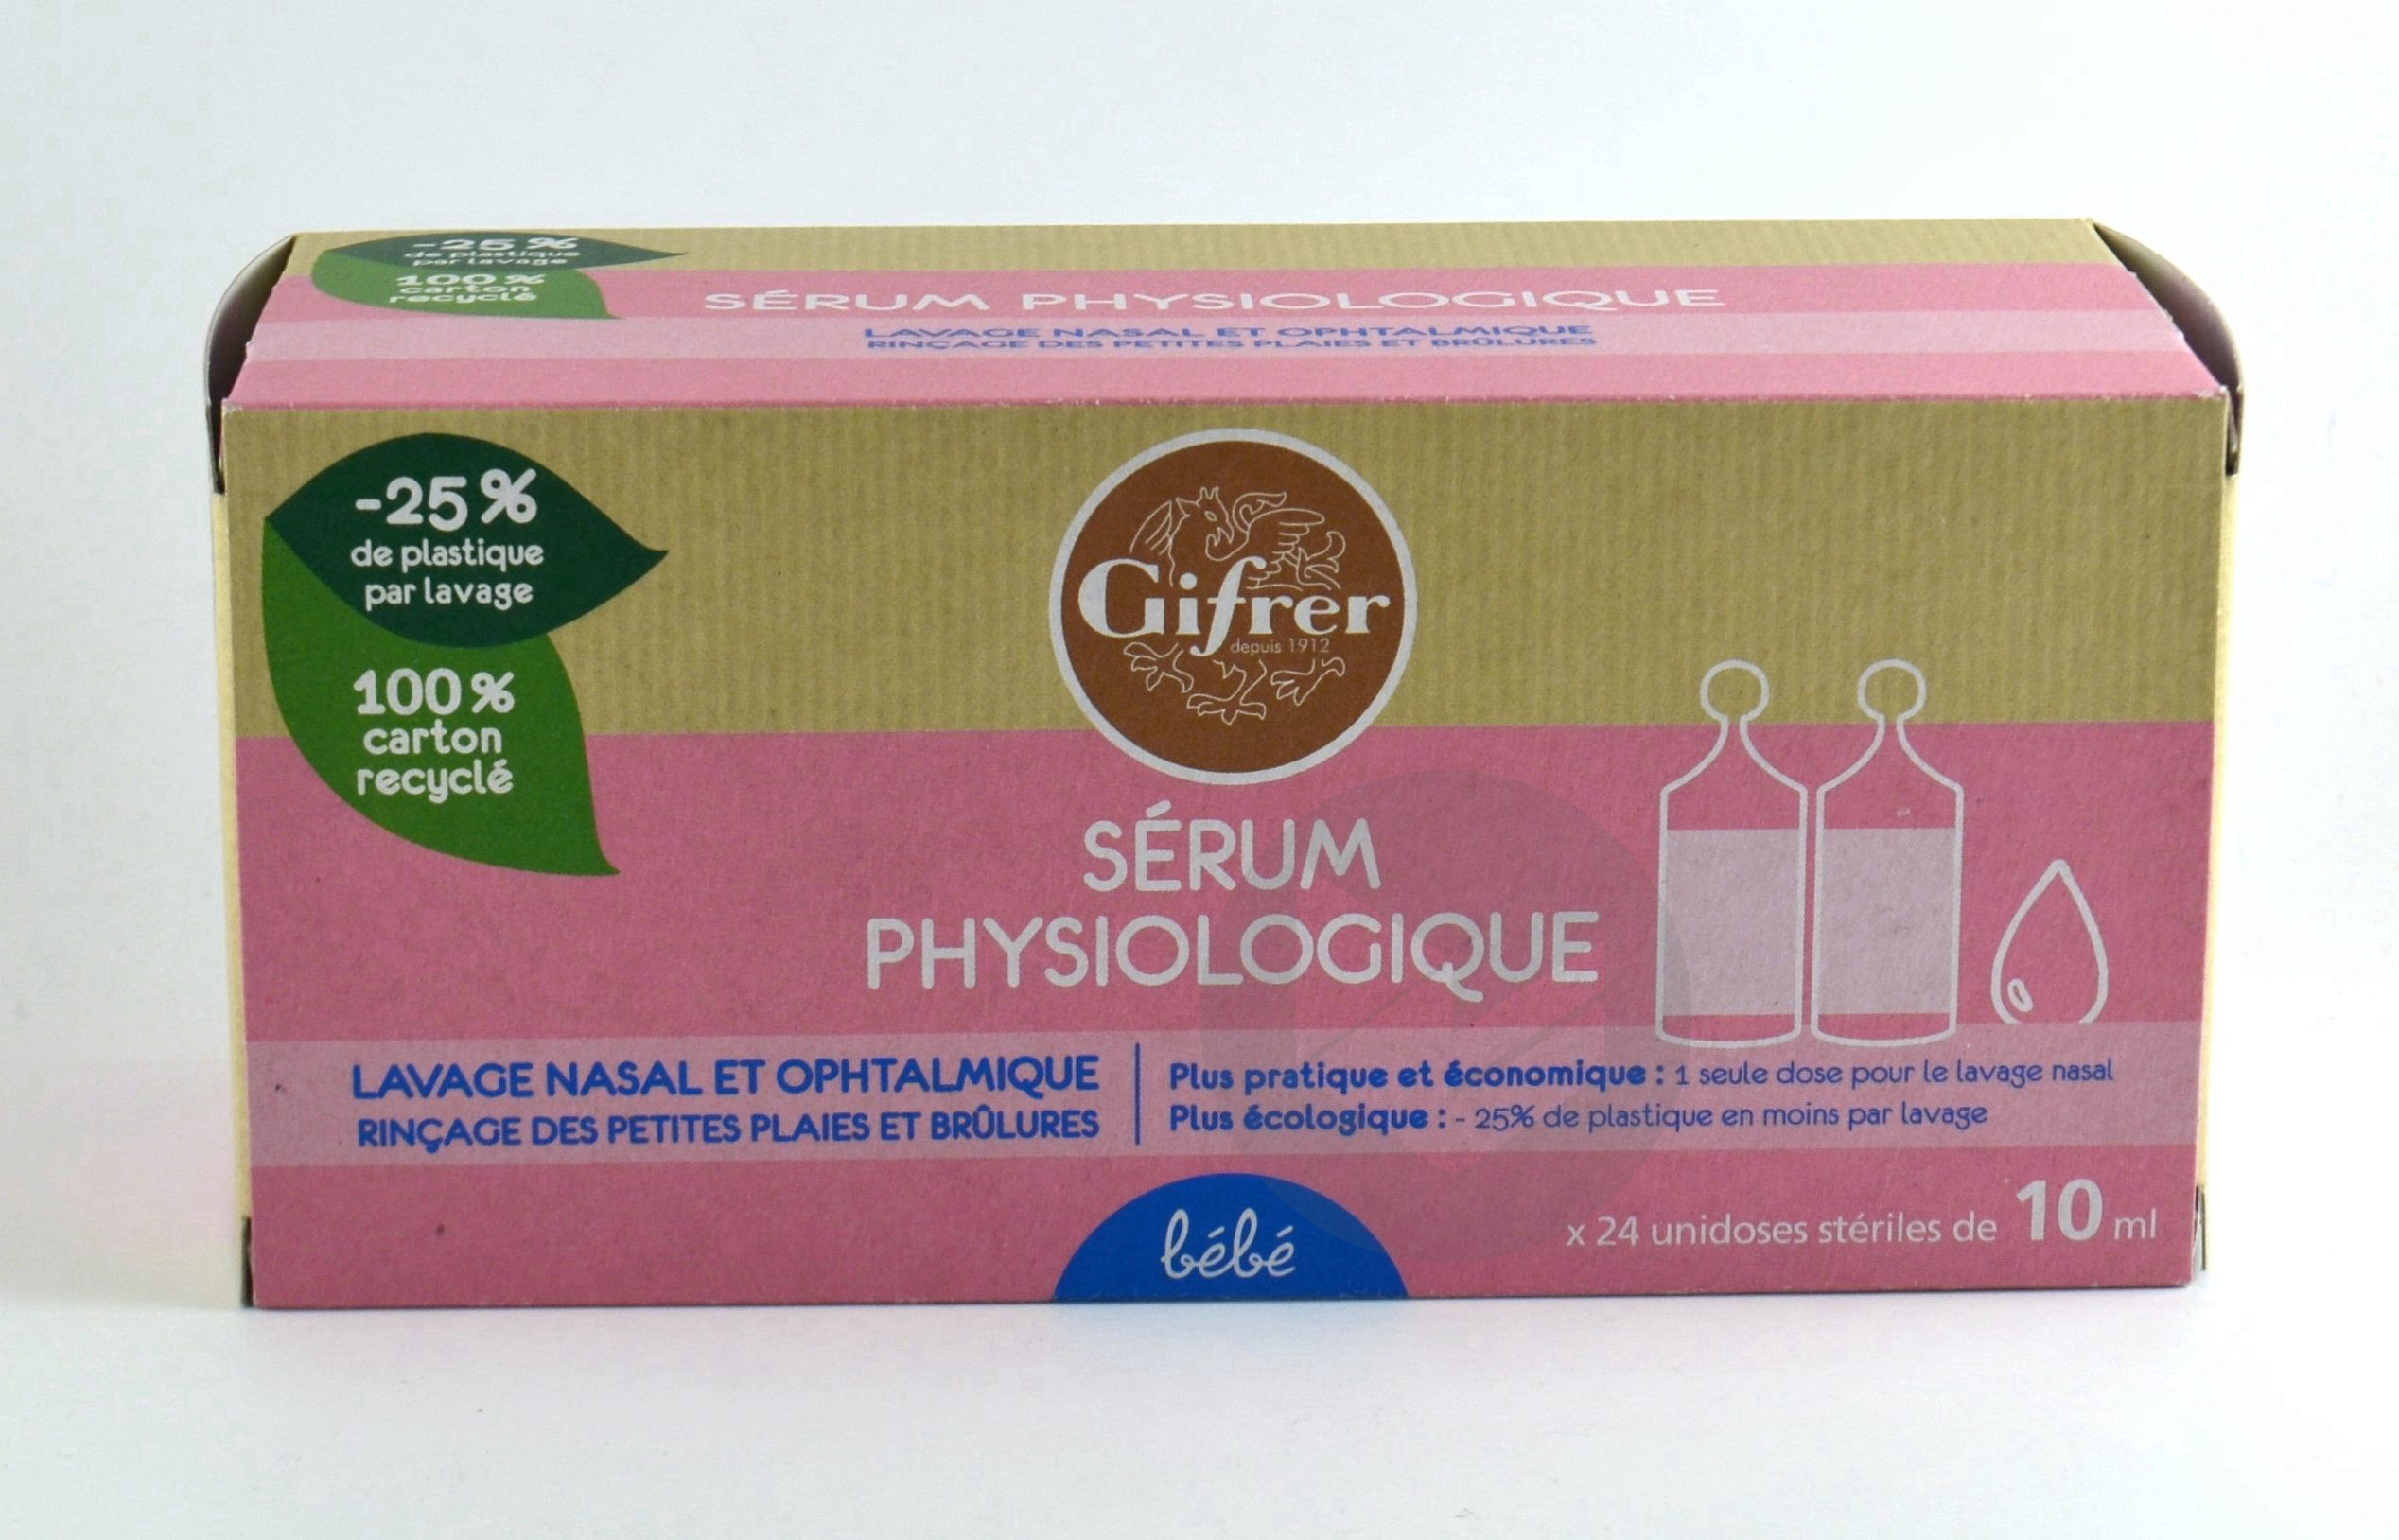 -25 %
de plastique
par lavage
100 %
carton
recyclé
SÉRUM PHYSIOLOGIQUE
LAVAGE NASAL ET OPHTALMIQUE
RINÇAGE DES PETITES PLAIES ET BRÛLURES
-25 %
de plastique
par lavage
100 %
carton
recyclé
Gifrer
depuis 1912
SÉRUM
PHYSIOLOGIQUE
LAVAGE NASAL ET OPHTALMIQUE
RINÇAGE DES PETITES PLAIES ET BRÛLURES
Plus pratique et économique : 1 seule dose pour le lavage nasal
Plus écologique : - 25% de plastique en moins par lavage
bébé
x 24 unidoses stériles de 10 ml